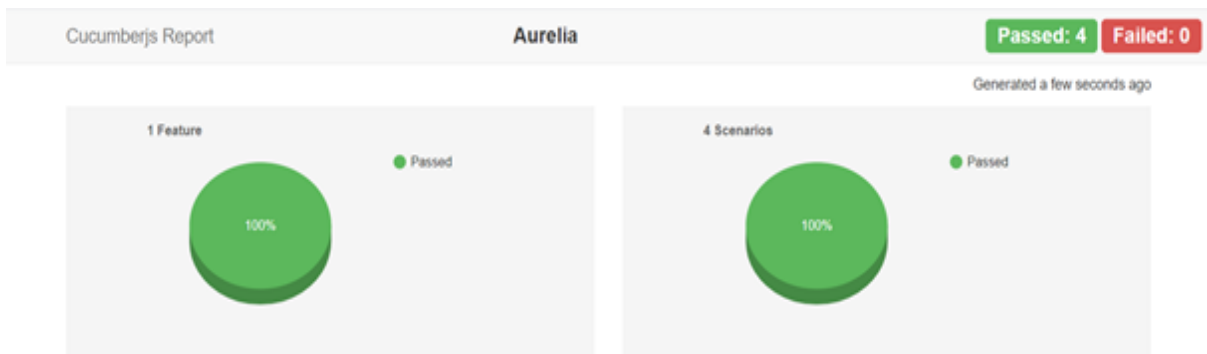 Cucumberjs Report Aurelia Passed: 4 Failed: 0
Generated a few seconds ago
1 Feature
Passed
100%
4 Scenarios
Passed
100%